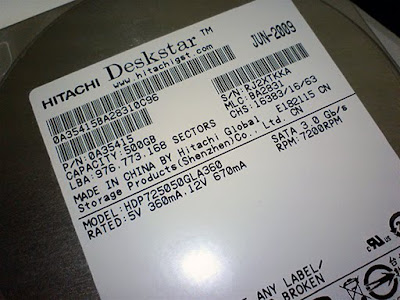 HITACHI Deskstar™
www.hitachigst.com
JUN-2009
0A35415BA28310C96
P/N:0A35415
S/N: RJ2XTKKA
MLC: BA2831
CAPACITY:500GB
CHS: 16383/16/63
LBA: 976.773.168 SECTORS
MADE IN CHINA BY Hitachi Global E182115 CN
Storage Products(Shenzhen)Co., Ltd. CN
SATA 3.0 Gb/s
RPM:7200RPM
MODEL:HDP725050GLA360
RATED:5V 360mA.12V 670mA
ANY LABEL/
BROKEN